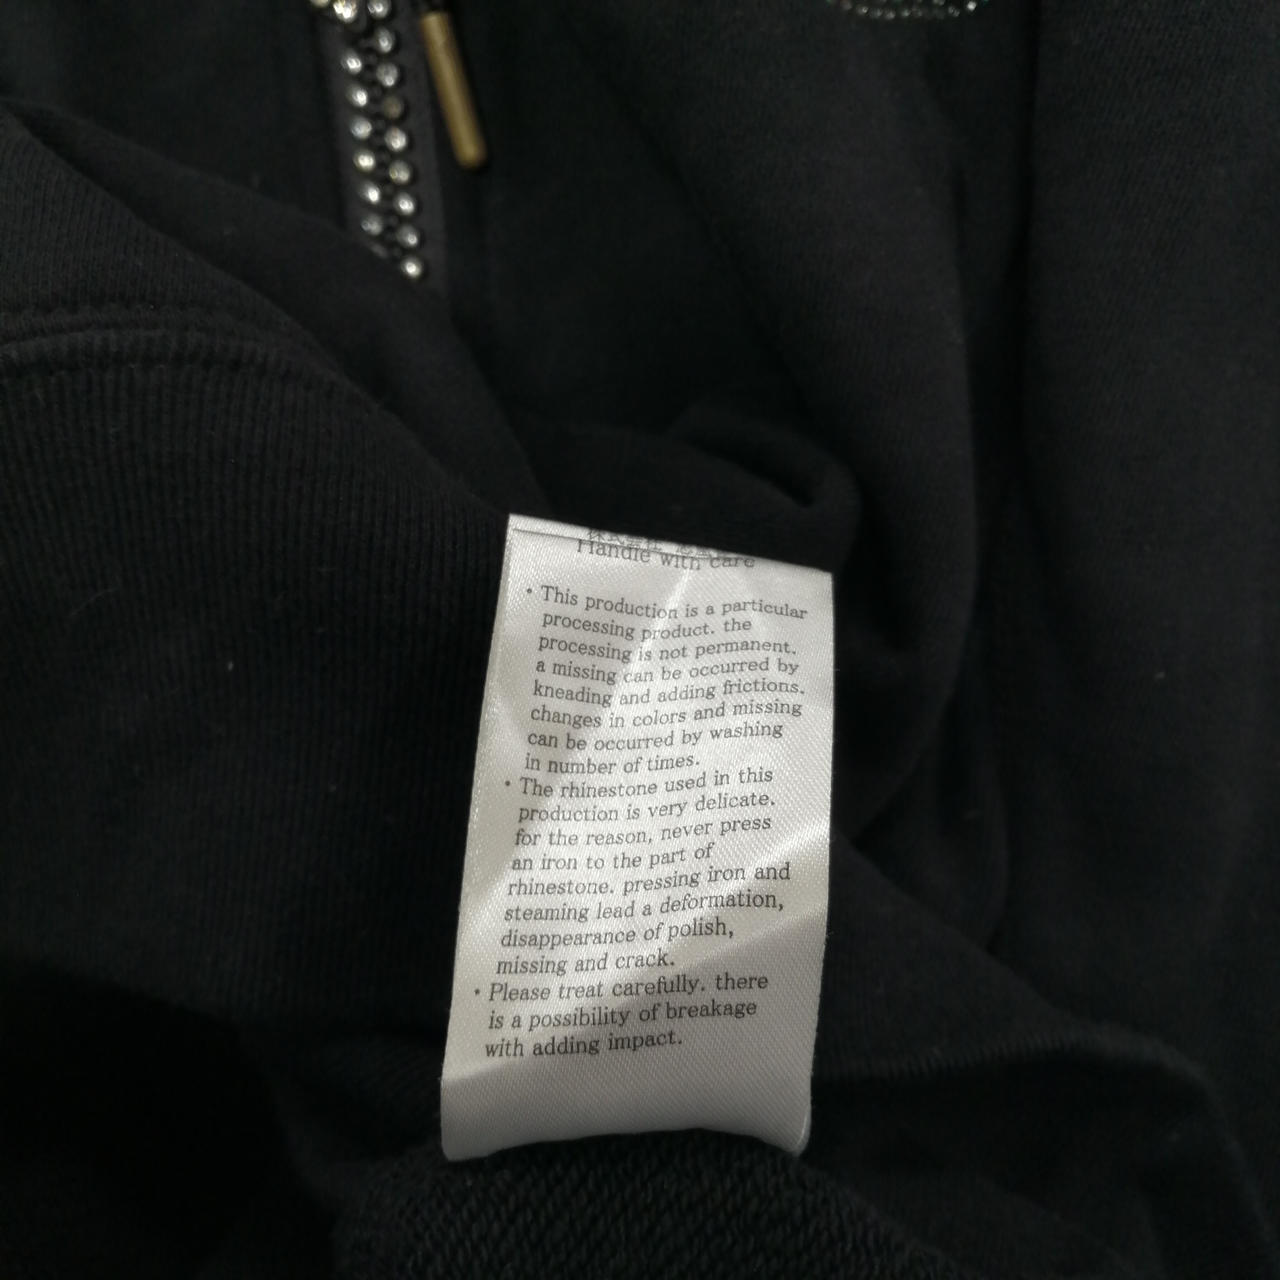 株式会社
Handle with care
• This production is a particular
processing product. the
processing is not permanent.
a missing can be occurred by
kneading and adding frictions.
changes in colors and missing
can be occurred by washing
in number of times.
• The rhinestone used in this
production is very delicate.
for the reason, never press
an iron to the part of
rhinestone. pressing iron and
steaming lead a deformation,
disappearance of polish,
missing and crack.
• Please treat carefully. there
is a possibility of breakage
with adding impact.